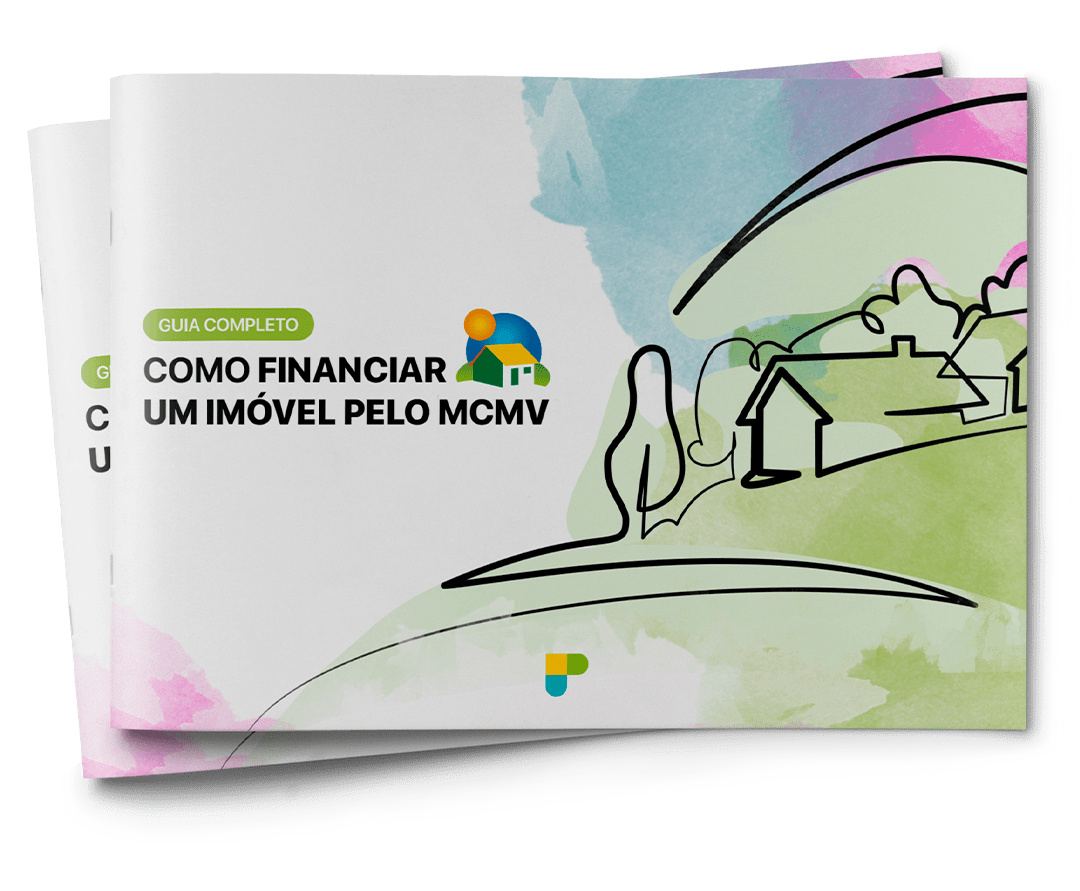 GUIA COMPLETO
COMO FINANCIAR
UM IMÓVEL PELO MCMV
G
C
U